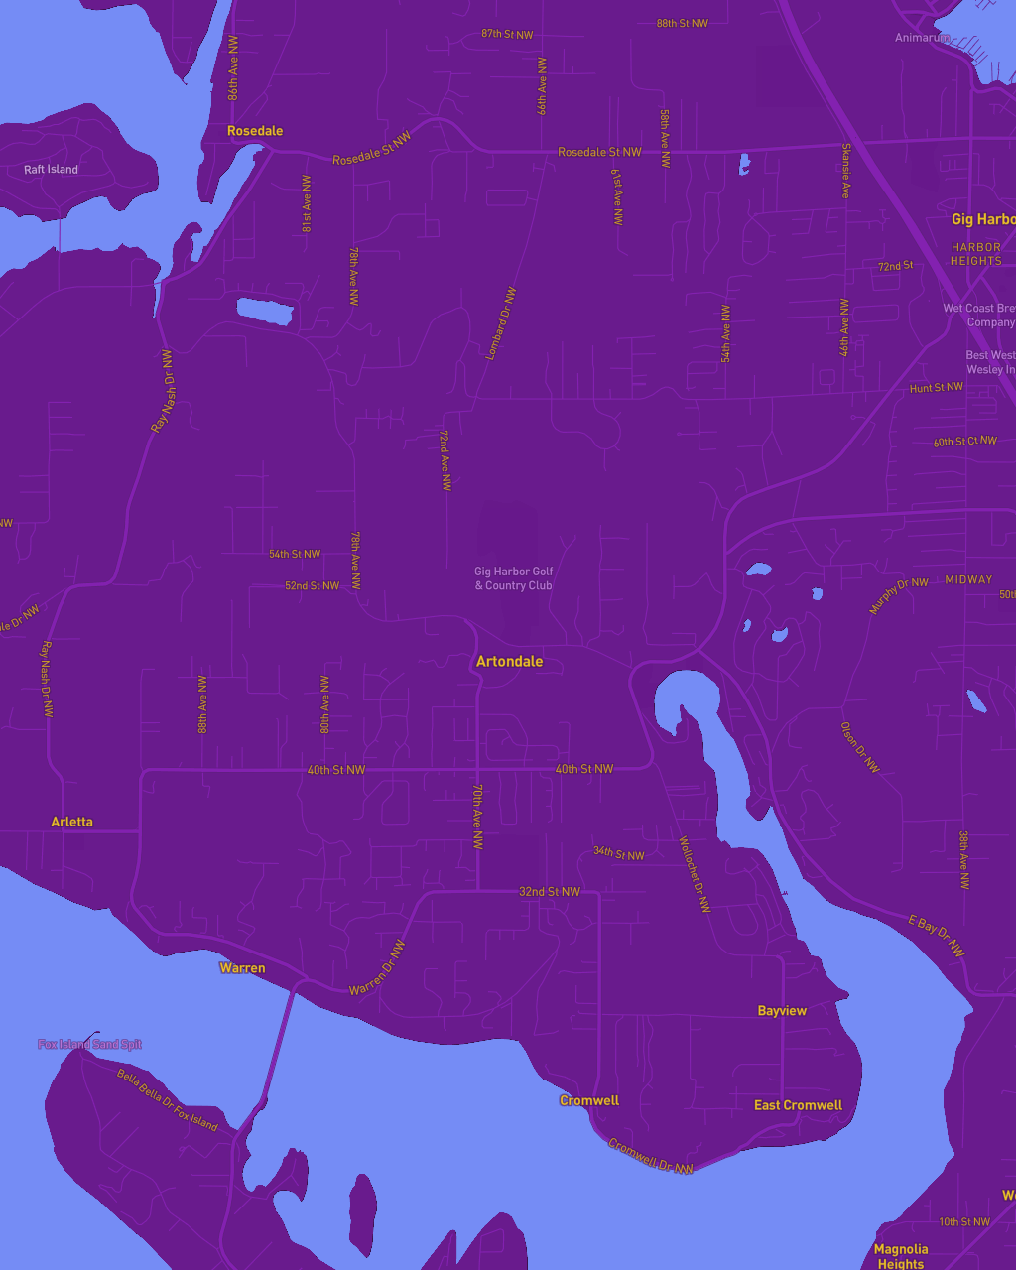 88th St NW
87th St NW
Animarum
86th Ave NW
66th Ave NW
58th Ave NW
Rosedale
Rosedale St NW
Rosedale St NW
Skansie Ave
Raft Island
81st Ave NW
61st Ave NW
Gig Harbo
HARBOR
HEIGHTS
72nd St
78th Ave NW
Lombard Dr NW
54th Ave NW
46th Ave NW
Wet Coast Bre
Company
Best West
Wesley In
Ray Nash Dr NW
Hunt St NW
72nd Ave NW
60th St Ct NW
NW
54th St NW
78th Ave NW
52nd St NW
Gig Harbor Golf
& Country Club
Murphy Dr NW
MIDWAY
50th
ale Dr NW
Ray Nash Dr NW
Artondale
88th Ave NW
80th Ave NW
Olson Dr NW
40th St NW
40th St NW
70th Ave NW
Arletta
34th St NW
Wollochet Dr NW
38th Ave NW
32nd St NW
E Bay Dr NW
Warren
Warren Dr NW
Bayview
Fox Island Sand Spit
Bella Bella Dr Fox Island
Cromwell
East Cromwell
Cromwell Dr NW
We
10th St NW
Magnolia
Heights